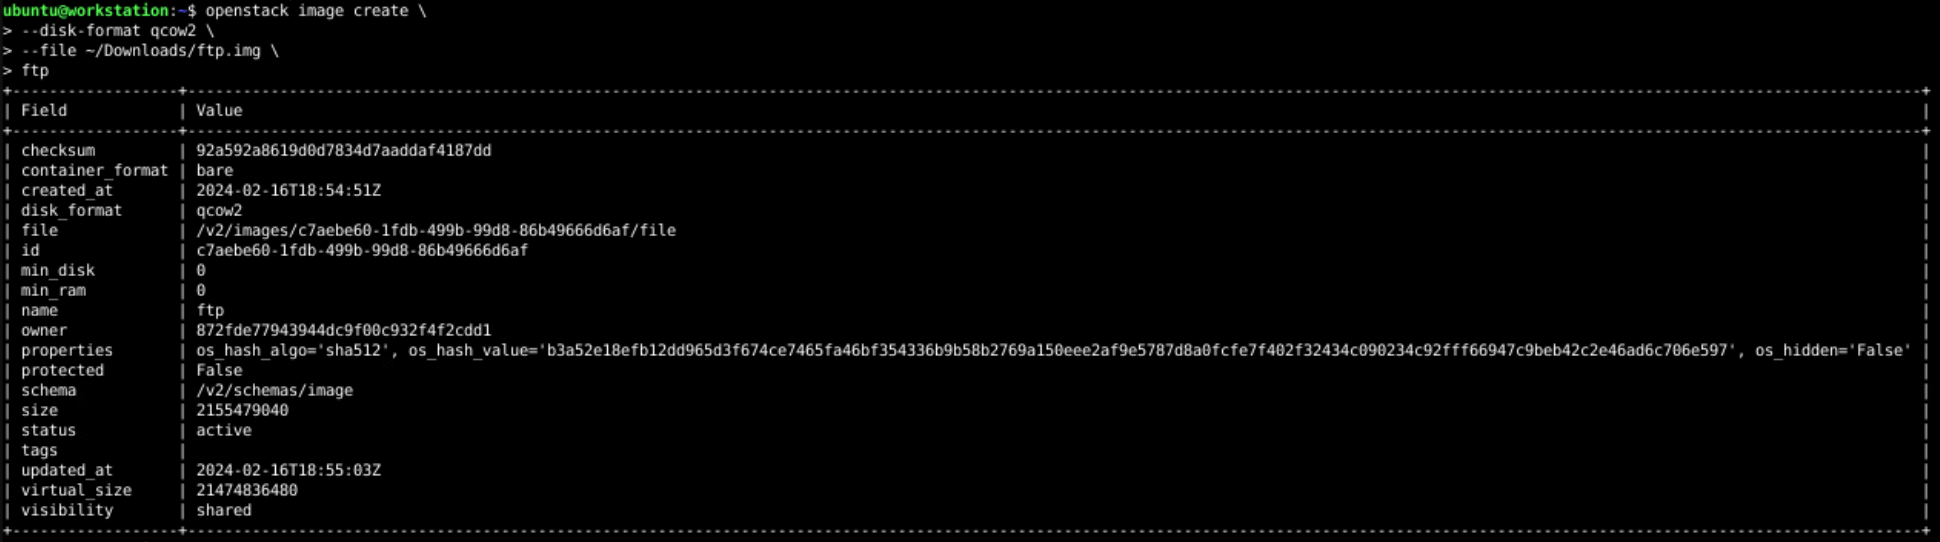 ubuntu@workstation:~$ openstack image create \
> --disk-format qcow2 \
> --file ~/Downloads/ftp.img \
> ftp
+------------------+--------------------------------------------------------------------------------+
| Field | Value |
+------------------+--------------------------------------------------------------------------------+
| checksum | 92a592a8619d0d7834d7aaddaf4187dd |
| container_format | bare |
| created_at | 2024-02-16T18:54:51Z |
| disk_format | qcow2 |
| file | /v2/images/c7aebe60-1fdb-499b-99d8-86b49666d6af/file |
| id | c7aebe60-1fdb-499b-99d8-86b49666d6af |
| min_disk | 0 |
| min_ram | 0 |
| name | ftp |
| owner | 872fde77943944dc9f00c932f4f2cdd1 |
| properties | os_hash_algo='sha512', os_hash_value='b3a52e18efb12dd965d3f674ce7465fa46bf354336b9b58b2769a150eee2af9e5787d8a0fcfe7f402f32434c090234c92fff66947c9beb42c2e46ad6c706e597', os_hidden='False' |
| protected | False |
| schema | /v2/schemas/image |
| size | 2155479040 |
| status | active |
| tags | |
| updated_at | 2024-02-16T18:55:03Z |
| virtual_size | 21474836480 |
| visibility | shared |
+------------------+--------------------------------------------------------------------------------+